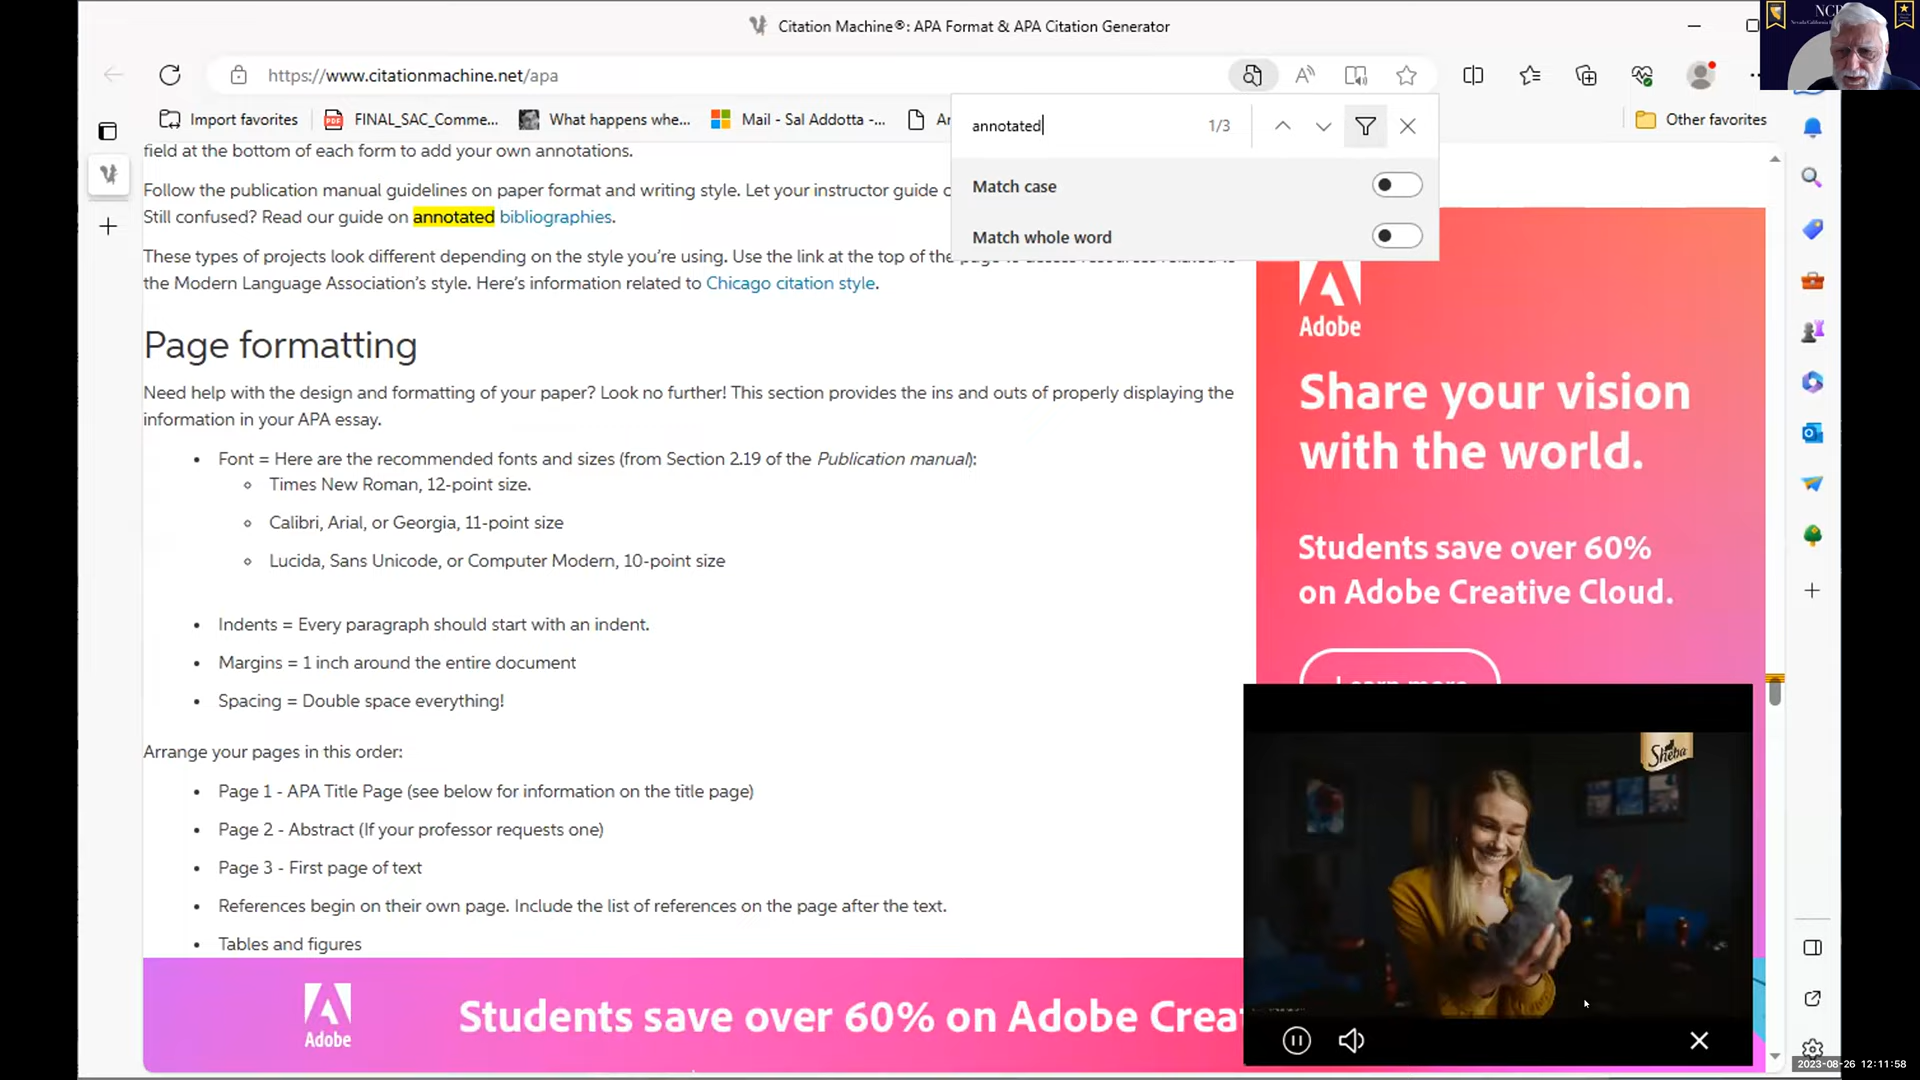 Citation Machine®: APA Format & APA Citation Generator
https://www.citationmachine.net/apa
Import favorites
FINAL_SAC_Comme...
What happens whe...
Mail - Sal Addotta -...
Other favorites
annotated
1/3
Match case
Match whole word
field at the bottom of each form to add your own annotations.
Follow the publication manual guidelines on paper format and writing style. Let your instructor guide
Still confused? Read our guide on annotated bibliographies.
These types of projects look different depending on the style you're using. Use the link at the top of the
the Modern Language Association's style. Here's information related to Chicago citation style.
Page formatting
Need help with the design and formatting of your paper? Look no further! This section provides the ins and outs of properly displaying the
information in your APA essay.
• Font = Here are the recommended fonts and sizes (from Section 2.19 of the Publication manual):
◦ Times New Roman, 12-point size.
◦ Calibri, Arial, or Georgia, 11-point size
◦ Lucida, Sans Unicode, or Computer Modern, 10-point size
• Indents = Every paragraph should start with an indent.
• Margins = 1 inch around the entire document
• Spacing = Double space everything!
Arrange your pages in this order:
• Page 1 - APA Title Page (see below for information on the title page)
• Page 2 - Abstract (If your professor requests one)
• Page 3 - First page of text
• References begin on their own page. Include the list of references on the page after the text.
• Tables and figures
Adobe
Share your vision
with the world.
Students save over 60%
on Adobe Creative Cloud.
Learn more
Sheba
Adobe
Students save over 60% on Adobe Crea
2023-08-26 12:11:58